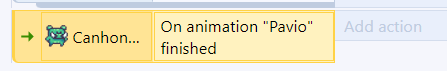 Canhon...
On animation "Pavio"
finished
Add action